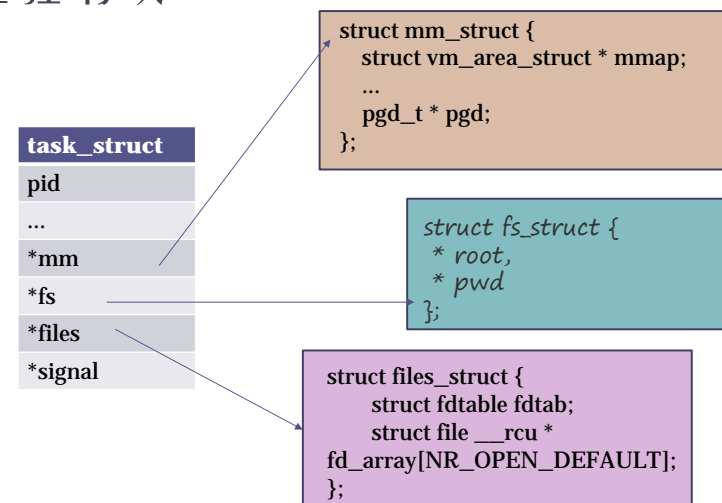 task_struct
pid
...
*mm
*fs
*files
*signal
struct mm_struct {
struct vm_area_struct * mmap;
...
pgd_t * pgd;
};
struct fs_struct {
* root,
* pwd
};
struct files_struct {
struct fdtable fdtab;
struct file __rcu *
fd_array[NR_OPEN_DEFAULT];
};